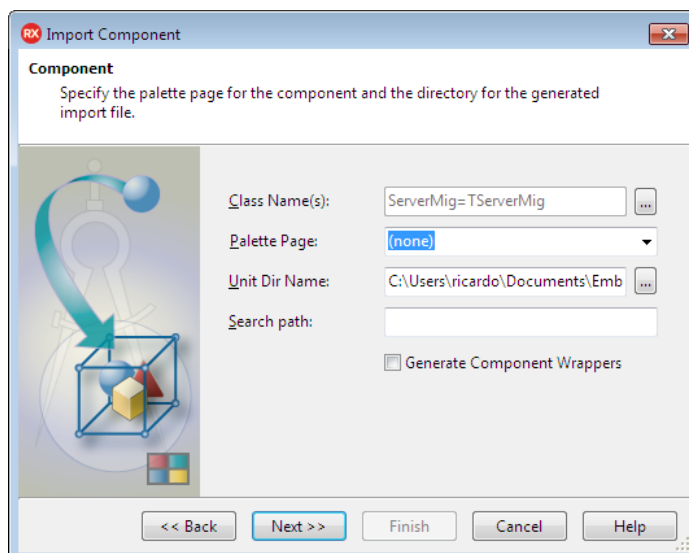 RX Import Component
Component
Specify the palette page for the component and the directory for the generated
import file.
Class Name(s): ServerMig=TServerMig ...
Palette Page: (none)
Unit Dir Name: C:\Users\ricardo\Documents\Emb ...
Search path:
Generate Component Wrappers
<< Back Next >> Finish Cancel Help